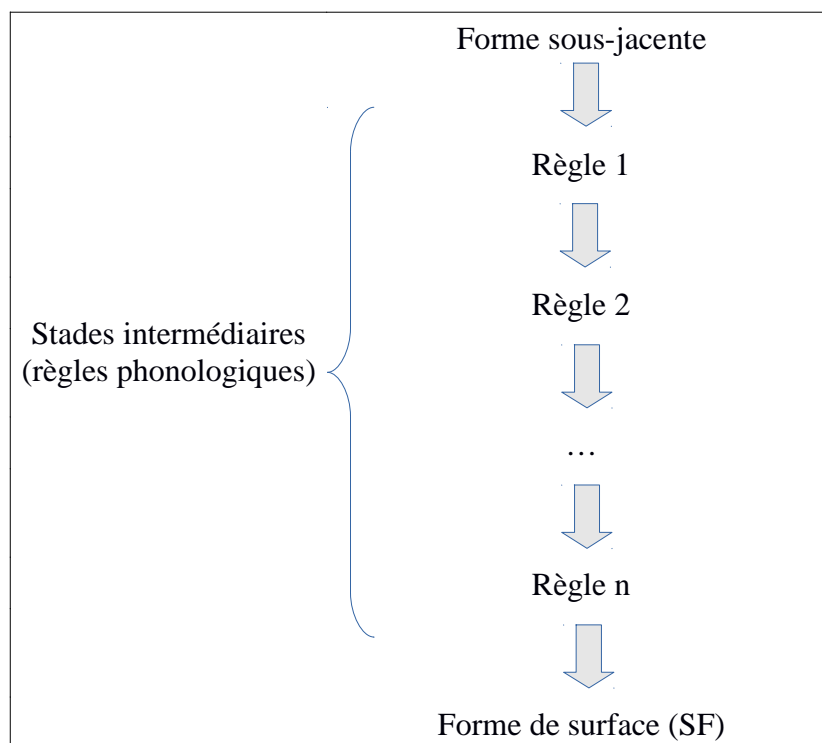 Forme sous-jacente
Règle 1
Règle 2
Stades intermédiaires
(règles phonologiques)
…
Règle n
Forme de surface (SF)